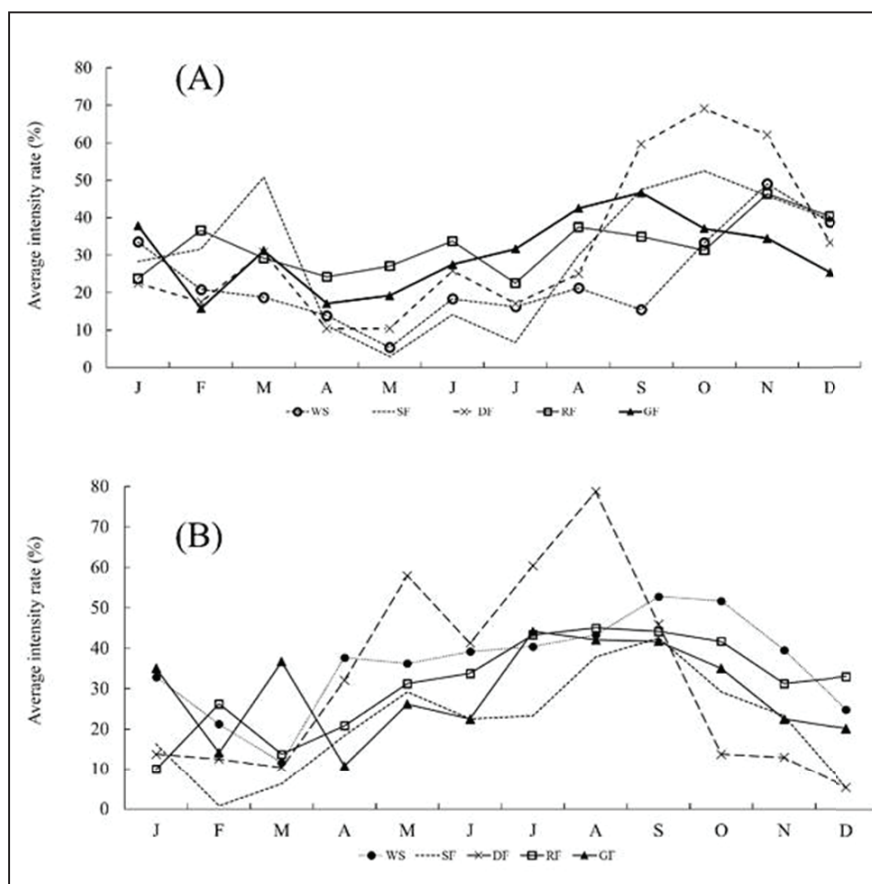 (A)
Average intensity rate (%)
80
70
60
50
40
30
20
10
0
J F M A M J J A S O N D
WS SF DF RF GF
(B)
Average intensity rate (%)
80
70
60
50
40
30
20
10
0
J F M A M J J A S O N D
WS SF DF RF GF